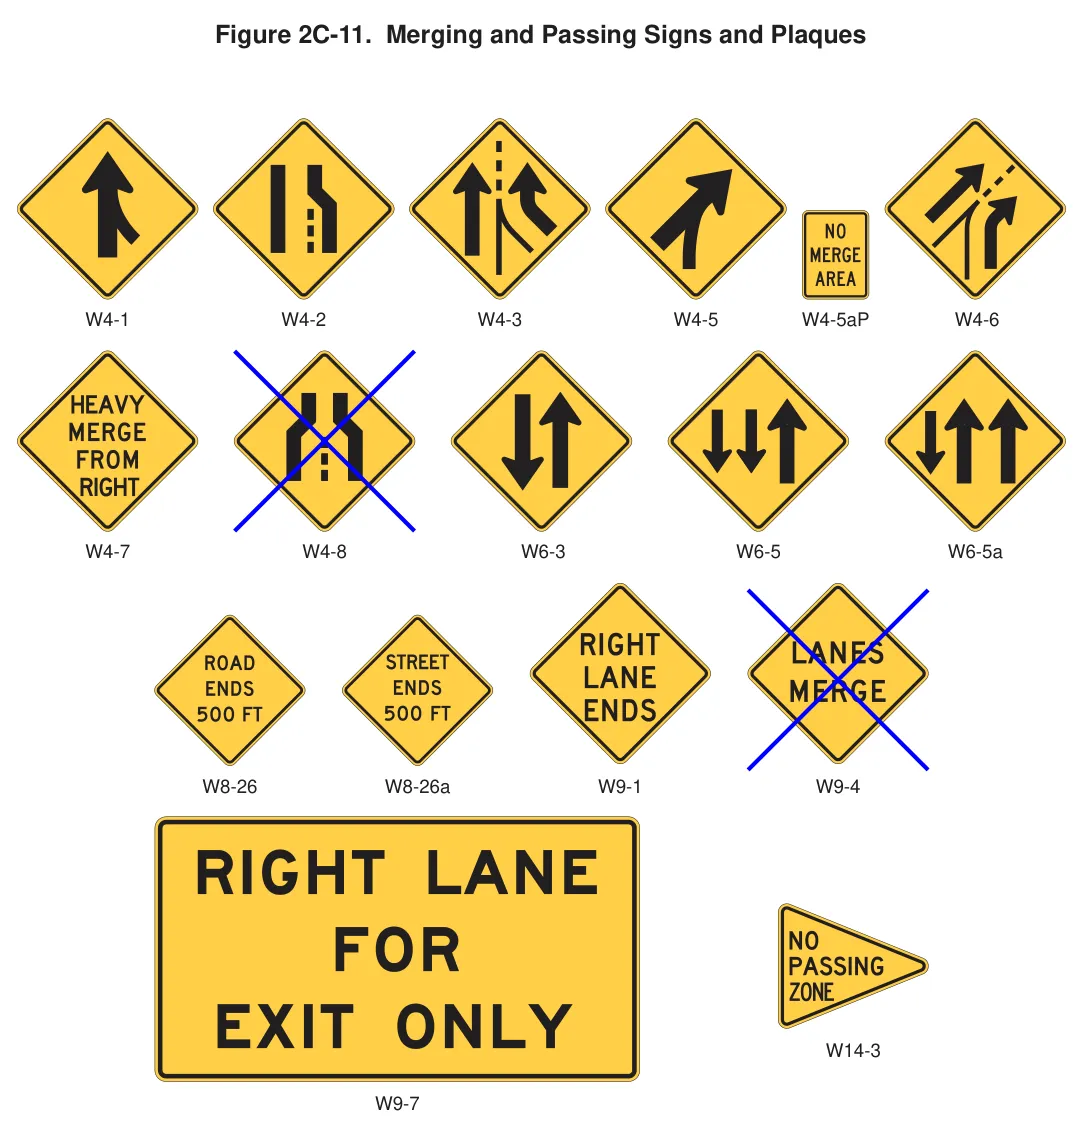 Figure 2C-11. Merging and Passing Signs and Plaques
NO
MERGE
AREA
W4-1
W4-2
W4-3
W4-5
W4-5aP
W4-6
HEAVY
MERGE
FROM
RIGHT
W4-7
W4-8
W6-3
W6-5
W6-5a
ROAD
ENDS
500 FT
W8-26
STREET
ENDS
500 FT
W8-26a
RIGHT
LANE
ENDS
W9-1
LANES
MERGE
W9-4
RIGHT LANE
FOR
EXIT ONLY
W9-7
NO
PASSING
ZONE
W14-3